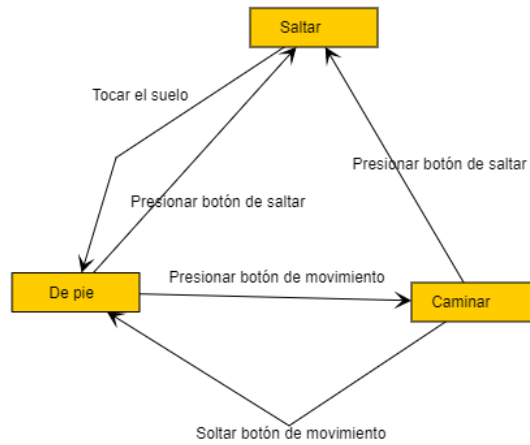 Saltar
Tocar el suelo
Presionar botón de saltar
Presionar botón de saltar
Presionar botón de movimiento
De pie
Caminar
Soltar botón de movimiento